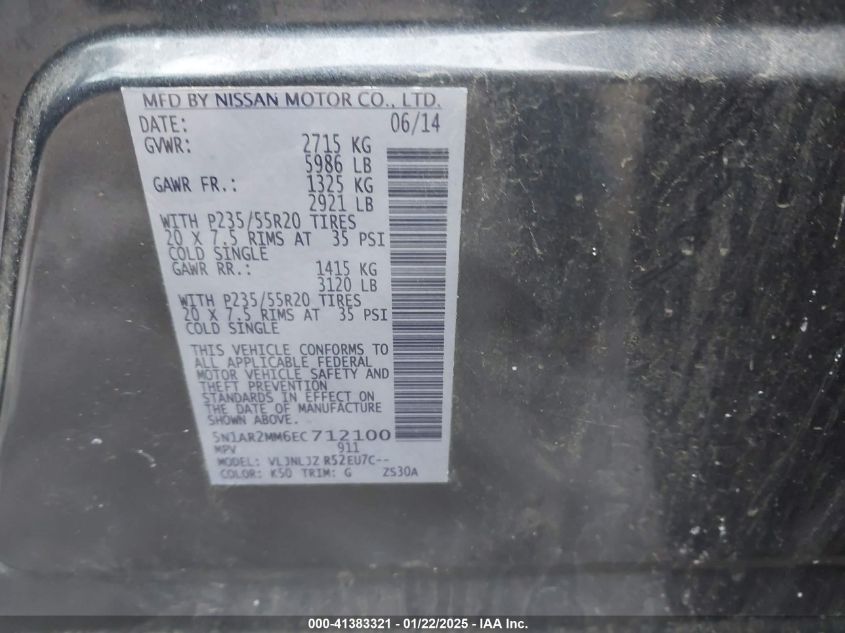 MFD BY NISSAN MOTOR CO., LTD.
DATE: 06/14
GVWR: 2715 KG
5986 LB
GAWR FR.: 1325 KG
2921 LB
WITH P235/55R20 TIRES
20 X 7.5 RIMS AT 35 PSI
COLD SINGLE
GAWR RR.: 1415 KG
3120 LB
WITH P235/55R20 TIRES
20 X 7.5 RIMS AT 35 PSI
COLD SINGLE
THIS VEHICLE CONFORMS TO
ALL APPLICABLE FEDERAL
MOTOR VEHICLE SAFETY AND
THEFT PREVENTION
STANDARDS IN EFFECT ON
THE DATE OF MANUFACTURE
SHOWN ABOVE.
5N1AR2MM6EC712100
MPV 911
MODEL: VLJNLJZ R52EU7C--
COLOR: K50 TRIM: G ZS30A
000-41383321 - 01/22/2025 - IAA Inc.